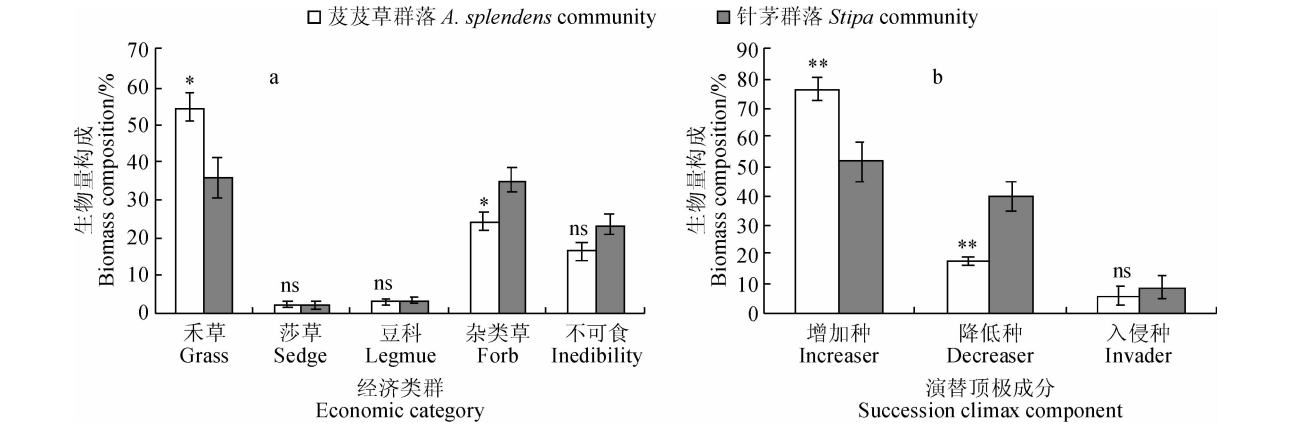 芨芨草群落 A. splendens community
针茅群落 Stipa community
生物量构成
Biomass composition/%
70
60
50
40
30
20
10
0
a
*
ns
ns
*
ns
禾草
Grass
莎草
Sedge
豆科
Legmue
杂类草
Forb
不可食
Inedibility
经济类群
Economic category
生物量构成
Biomass composition/%
90
80
70
60
50
40
30
20
10
0
b
**
**
ns
增加种
Increaser
降低种
Decreaser
入侵种
Invader
演替顶极成分
Succession climax component